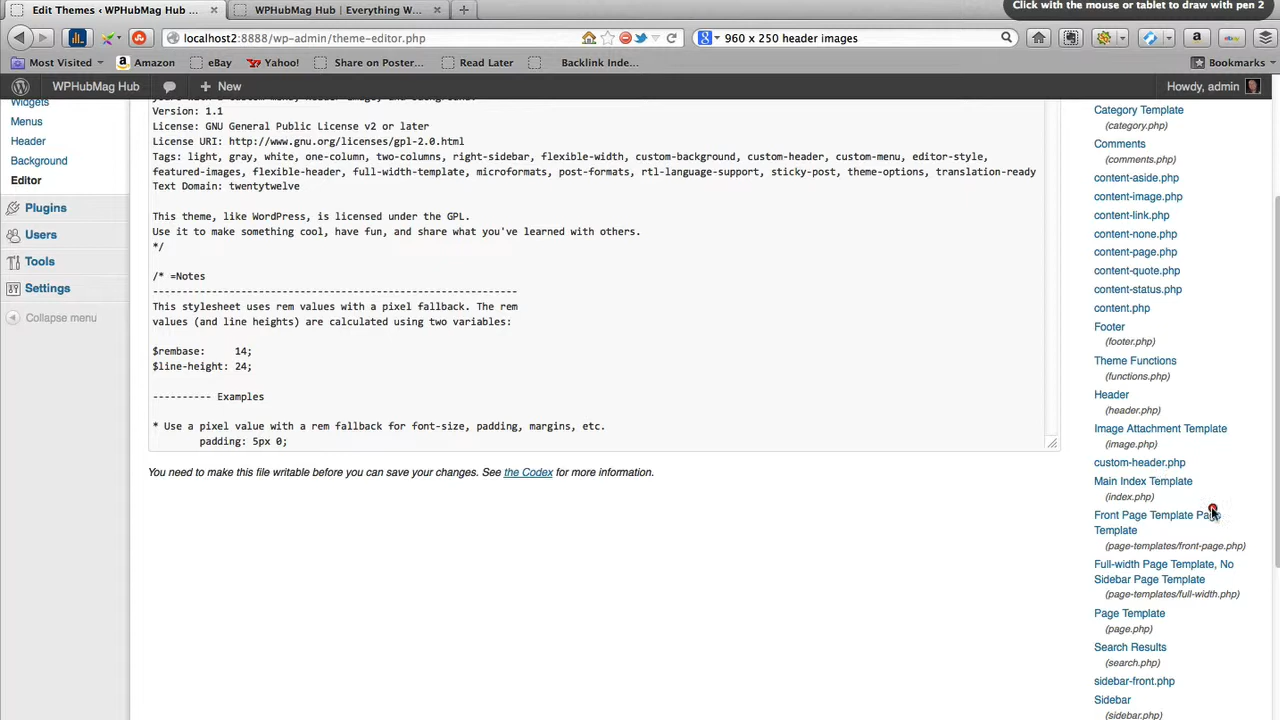 Edit Themes ‹ WPHubMag Hub ...
WPHubMag Hub | Everything W...
Click with the mouse or tablet to draw with pen 2
localhost2:8888/wp-admin/theme-editor.php
960 x 250 header images
Most Visited
Amazon
eBay
Yahoo!
Share on Poster...
Read Later
Backlink Inde...
Bookmarks
WPHubMag Hub
New
Howdy, admin
Widgets
Menus
Header
Background
Editor
Plugins
Users
Tools
Settings
Collapse menu
Version: 1.1
License: GNU General Public License v2 or later
License URI: http://www.gnu.org/licenses/gpl-2.0.html
Tags: light, gray, white, one-column, two-columns, right-sidebar, flexible-width, custom-background, custom-header, custom-menu, editor-style,
featured-images, flexible-header, full-width-template, microformats, post-formats, rtl-language-support, sticky-post, theme-options, translation-ready
Text Domain: twentytwelve
This theme, like WordPress, is licensed under the GPL.
Use it to make something cool, have fun, and share what you've learned with others.
*/
/* =Notes
--------------------------------------------------------------
This stylesheet uses rem values with a pixel fallback. The rem
values (and line heights) are calculated using two variables:
$rembase: 14;
$line-height: 24;
---------- Examples
* Use a pixel value with a rem fallback for font-size, padding, margins, etc.
padding: 5px 0;
You need to make this file writable before you can save your changes. See the Codex for more information.
Category Template
(category.php)
Comments
(comments.php)
content-aside.php
content-image.php
content-link.php
content-none.php
content-page.php
content-quote.php
content-status.php
content.php
Footer
(footer.php)
Theme Functions
(functions.php)
Header
(header.php)
Image Attachment Template
(image.php)
custom-header.php
Main Index Template
(index.php)
Front Page Template Page
Template
(page-templates/front-page.php)
Full-width Page Template, No
Sidebar Page Template
(page-templates/full-width.php)
Page Template
(page.php)
Search Results
(search.php)
sidebar-front.php
Sidebar
(sidebar.php)